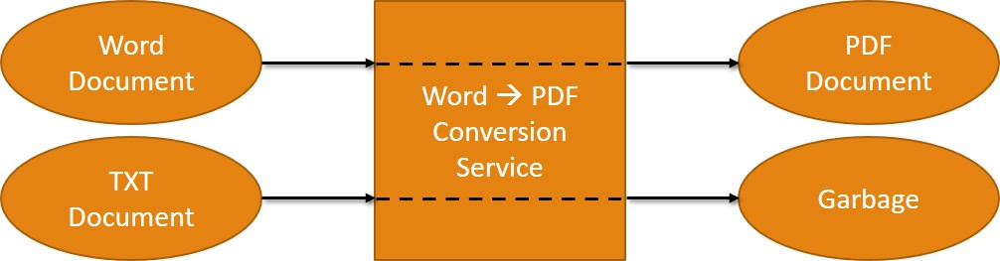 Word
Document
TXT
Document
Word → PDF
Conversion
Service
PDF
Document
Garbage